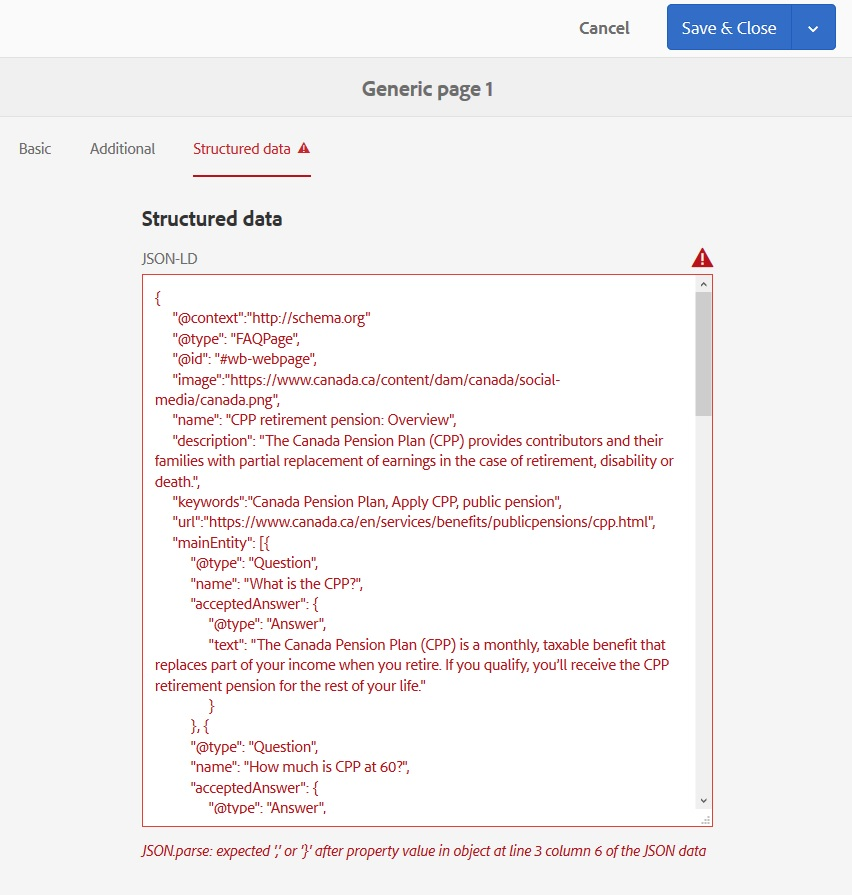 Cancel
Save & Close
Generic page 1
Basic
Additional
Structured data
Structured data
JSON-LD
{
"@context":"http://schema.org"
"@type": "FAQPage",
"@id": "#wb-webpage",
"image":"https://www.canada.ca/content/dam/canada/social-
media/canada.png",
"name": "CPP retirement pension: Overview",
"description": "The Canada Pension Plan (CPP) provides contributors and their
families with partial replacement of earnings in the case of retirement, disability or
death.",
"keywords":"Canada Pension Plan, Apply CPP, public pension",
"url":"https://www.canada.ca/en/services/benefits/publicpensions/cpp.html",
"mainEntity": [{
"@type": "Question",
"name": "What is the CPP?",
"acceptedAnswer": {
"@type": "Answer",
"text": "The Canada Pension Plan (CPP) is a monthly, taxable benefit that
replaces part of your income when you retire. If you qualify, you’ll receive the CPP
retirement pension for the rest of your life."
}
}, {
"@type": "Question",
"name": "How much is CPP at 60?",
"acceptedAnswer": {
"@type": "Answer",
JSON.parse: expected ',' or '}' after property value in object at line 3 column 6 of the JSON data